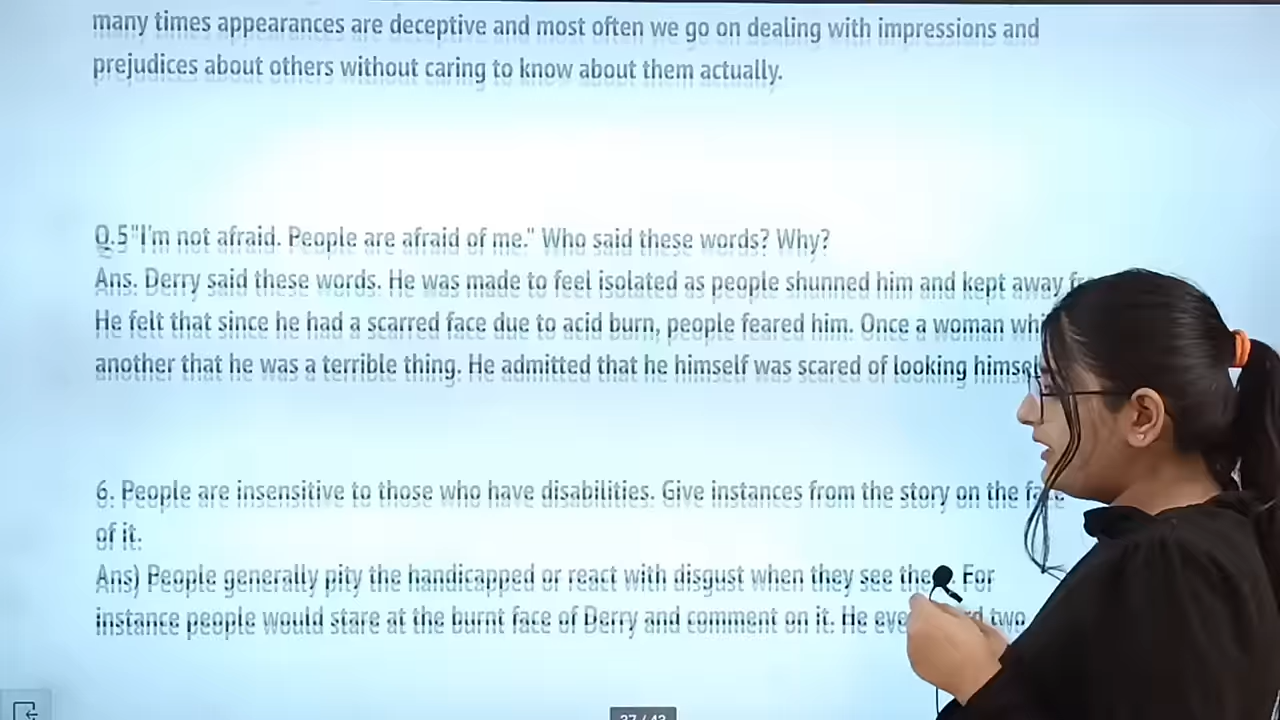 many times appearances are deceptive and most often we go on dealing with impressions and
prejudices about others without caring to know about them actually.
Q.5"I'm not afraid. People are afraid of me." Who said these words? Why?
Ans. Derry said these words. He was made to feel isolated as people shunned him and kept away
He felt that since he had a scarred face due to acid burn, people feared him. Once a woman
another that he was a terrible thing. He admitted that he himself was scared of looking
6. People are insensitive to those who have disabilities. Give instances from the story on the face
of it:
Ans) People generally pity the handicapped or react with disgust when they see For
instance people would stare at the burnt face of Derry and comment on it. He two
37 / 43